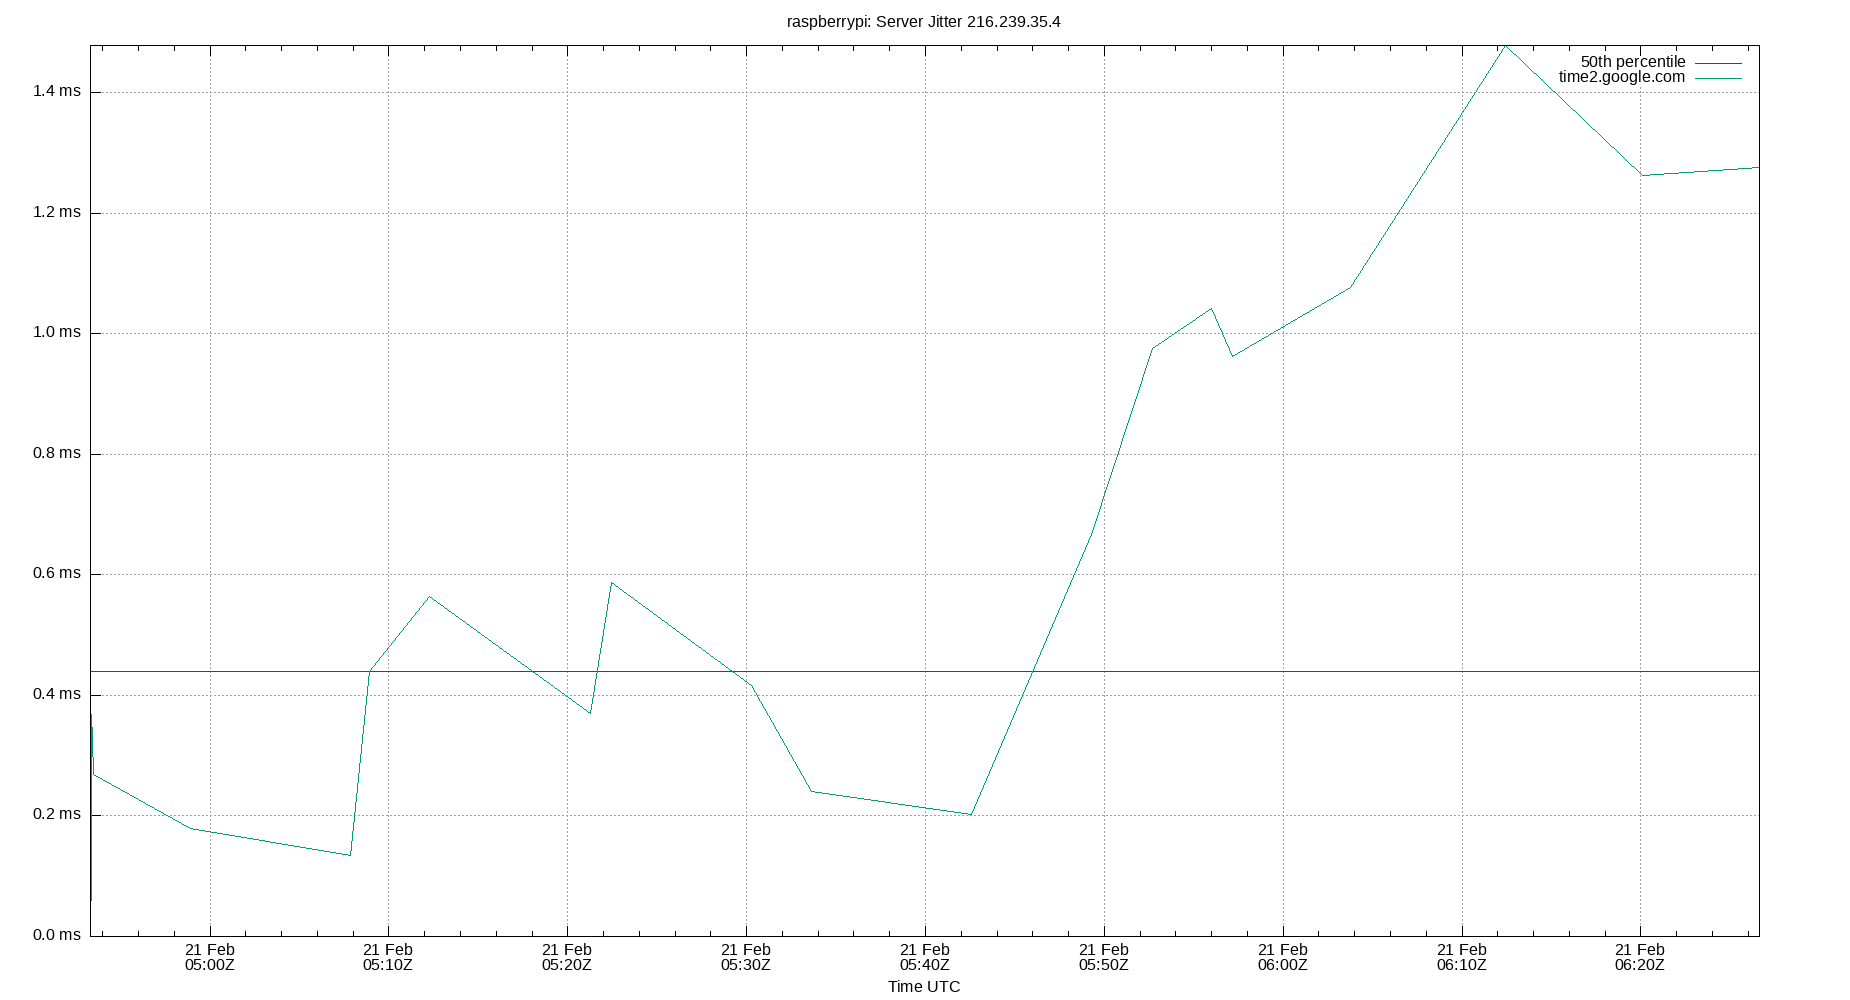 raspberrypi: Server Jitter 216.239.35.4
50th percentile
time2.google.com
1.4 ms
1.2 ms
1.0 ms
0.8 ms
0.6 ms
0.4 ms
0.2 ms
0.0 ms
21 Feb 21 Feb 21 Feb 21 Feb 21 Feb 21 Feb 21 Feb 21 Feb 21 Feb
05:00Z 05:10Z 05:20Z 05:30Z 05:40Z 05:50Z 06:00Z 06:10Z 06:20Z
Time UTC